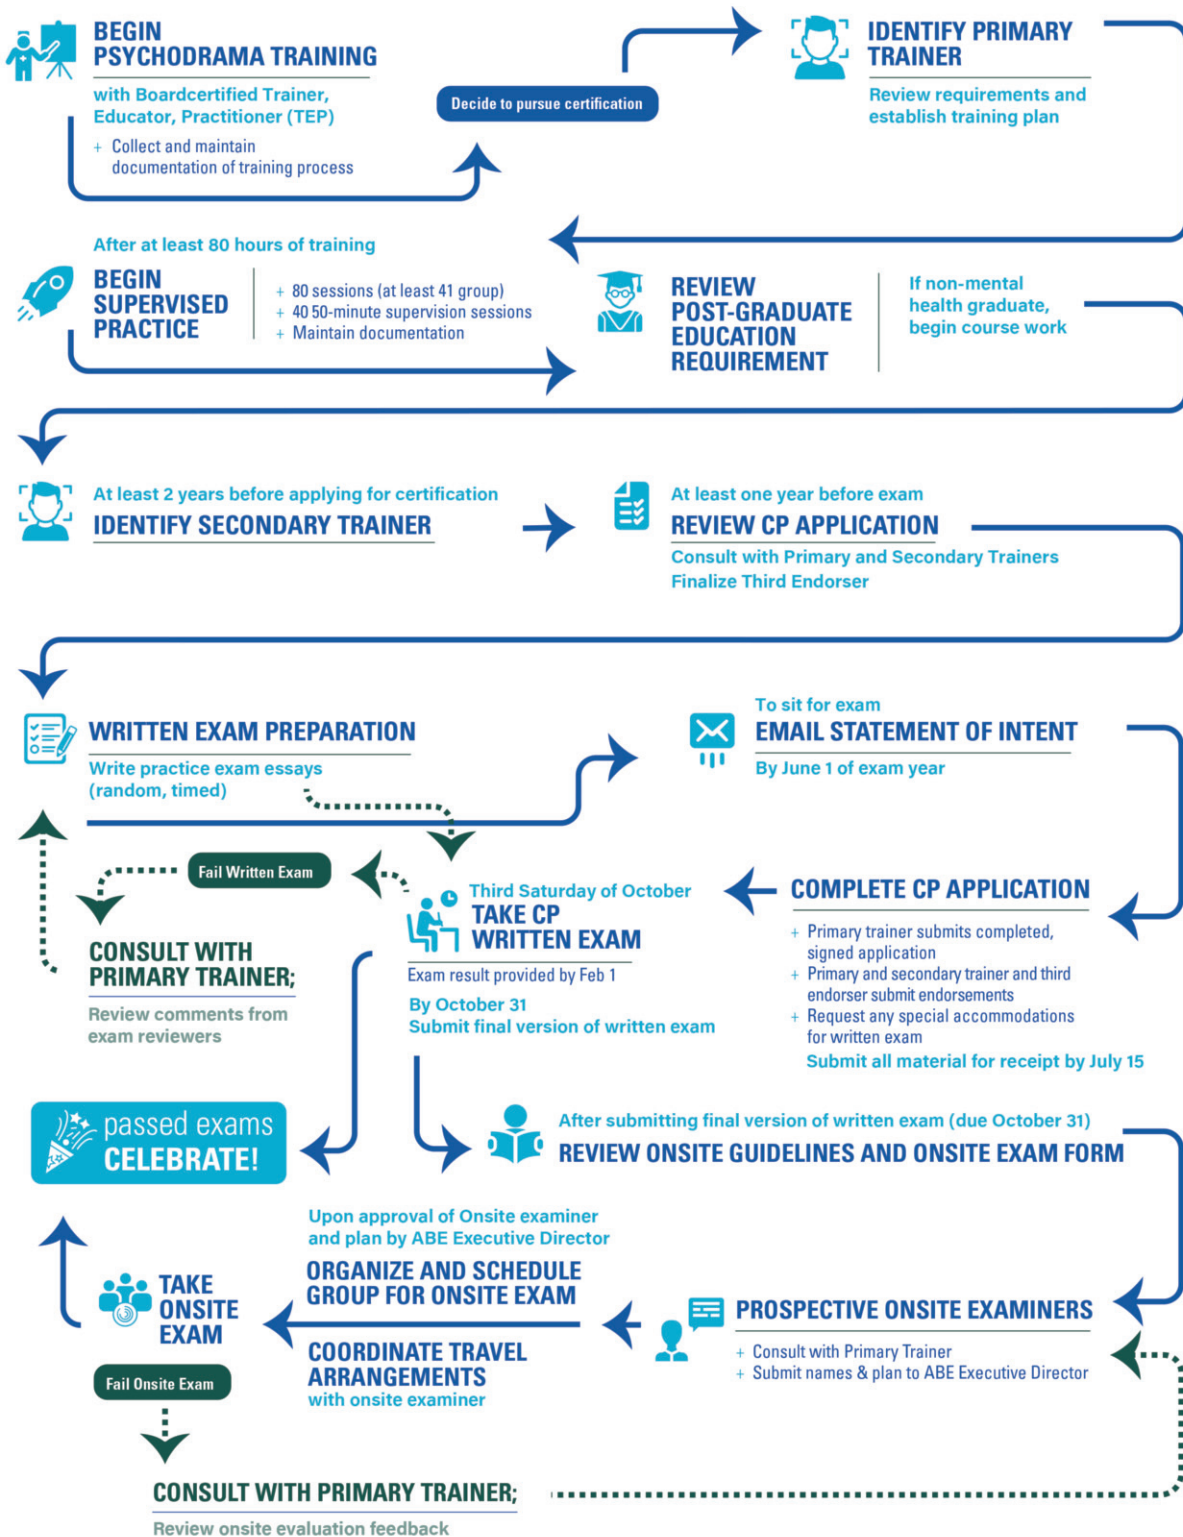 BEGIN
PSYCHODRAMA TRAINING
with Boardcertified Trainer,
Educator, Practitioner (TEP)
+ Collect and maintain
documentation of training process
Decide to pursue certification
IDENTIFY PRIMARY
TRAINER
Review requirements and
establish training plan
After at least 80 hours of training
BEGIN
SUPERVISED
PRACTICE
+ 80 sessions (at least 41 group)
+ 40 50-minute supervision sessions
+ Maintain documentation
REVIEW
POST-GRADUATE
EDUCATION
REQUIREMENT
If non-mental
health graduate,
begin course work
At least 2 years before applying for certification
IDENTIFY SECONDARY TRAINER
At least one year before exam
REVIEW CP APPLICATION
Consult with Primary and Secondary Trainers
Finalize Third Endorser
WRITTEN EXAM PREPARATION
Write practice exam essays
(random, timed)
To sit for exam
EMAIL STATEMENT OF INTENT
By June 1 of exam year
COMPLETE CP APPLICATION
+ Primary trainer submits completed,
signed application
+ Primary and secondary trainer and third
endorser submit endorsements
+ Request any special accommodations
for written exam
Submit all material for receipt by July 15
Third Saturday of October
TAKE CP
WRITTEN EXAM
Exam result provided by Feb 1
By October 31
Submit final version of written exam
Fail Written Exam
CONSULT WITH
PRIMARY TRAINER;
Review comments from
exam reviewers
passed exams
CELEBRATE!
After submitting final version of written exam (due October 31)
REVIEW ONSITE GUIDELINES AND ONSITE EXAM FORM
PROSPECTIVE ONSITE EXAMINERS
+ Consult with Primary Trainer
+ Submit names & plan to ABE Executive Director
Upon approval of Onsite examiner
and plan by ABE Executive Director
ORGANIZE AND SCHEDULE
GROUP FOR ONSITE EXAM
COORDINATE TRAVEL
ARRANGEMENTS
with onsite examiner
TAKE
ONSITE
EXAM
Fail Onsite Exam
CONSULT WITH PRIMARY TRAINER;
Review onsite evaluation feedback